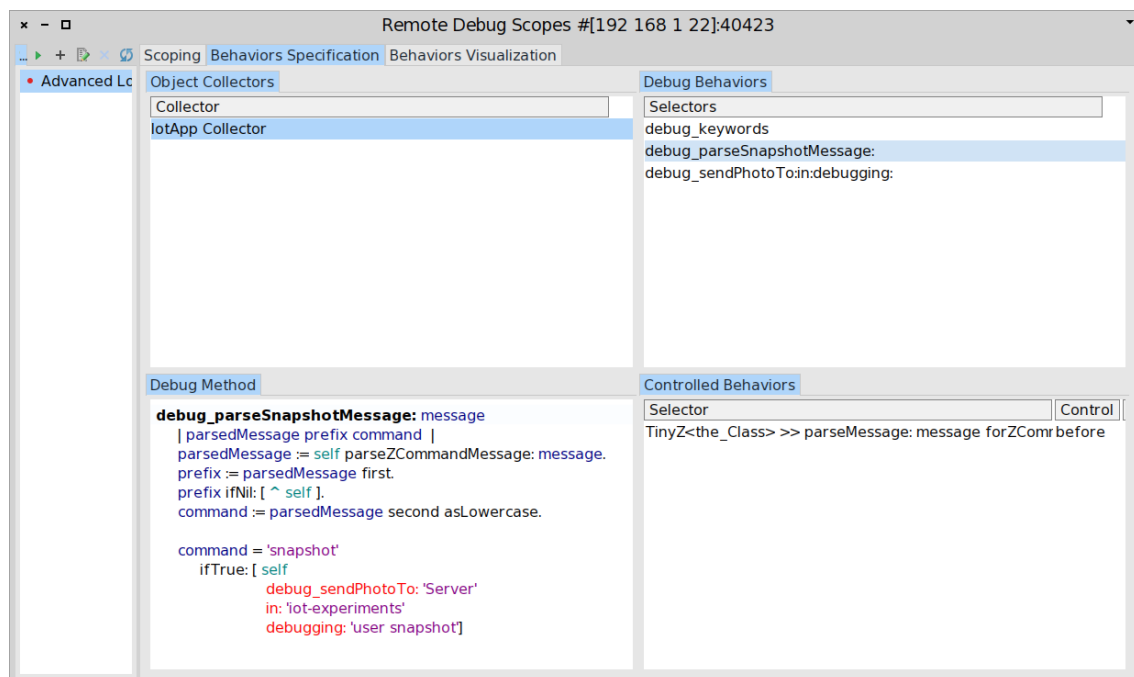 Remote Debug Scopes #[192 168 1 22]:40423
... Scoping Behaviors Specification Behaviors Visualization
Advanced Lo
Object Collectors
Collector
IotApp Collector
Debug Behaviors
Selectors
debug_keywords
debug_parseSnapshotMessage:
debug_sendPhotoTo:in:debugging:
Debug Method
debug_parseSnapshotMessage: message
| parsedMessage prefix command |
parsedMessage := self parseZCommandMessage: message.
prefix := parsedMessage first.
prefix ifNil: [ ^ self ].
command := parsedMessage second asLowercase.
command = 'snapshot'
ifTrue: [ self
debug_sendPhotoTo: 'Server'
in: 'iot-experiments'
debugging: 'user snapshot']
Controlled Behaviors
Selector Control
TinyZ<the_Class> >> parseMessage: message forZComr before